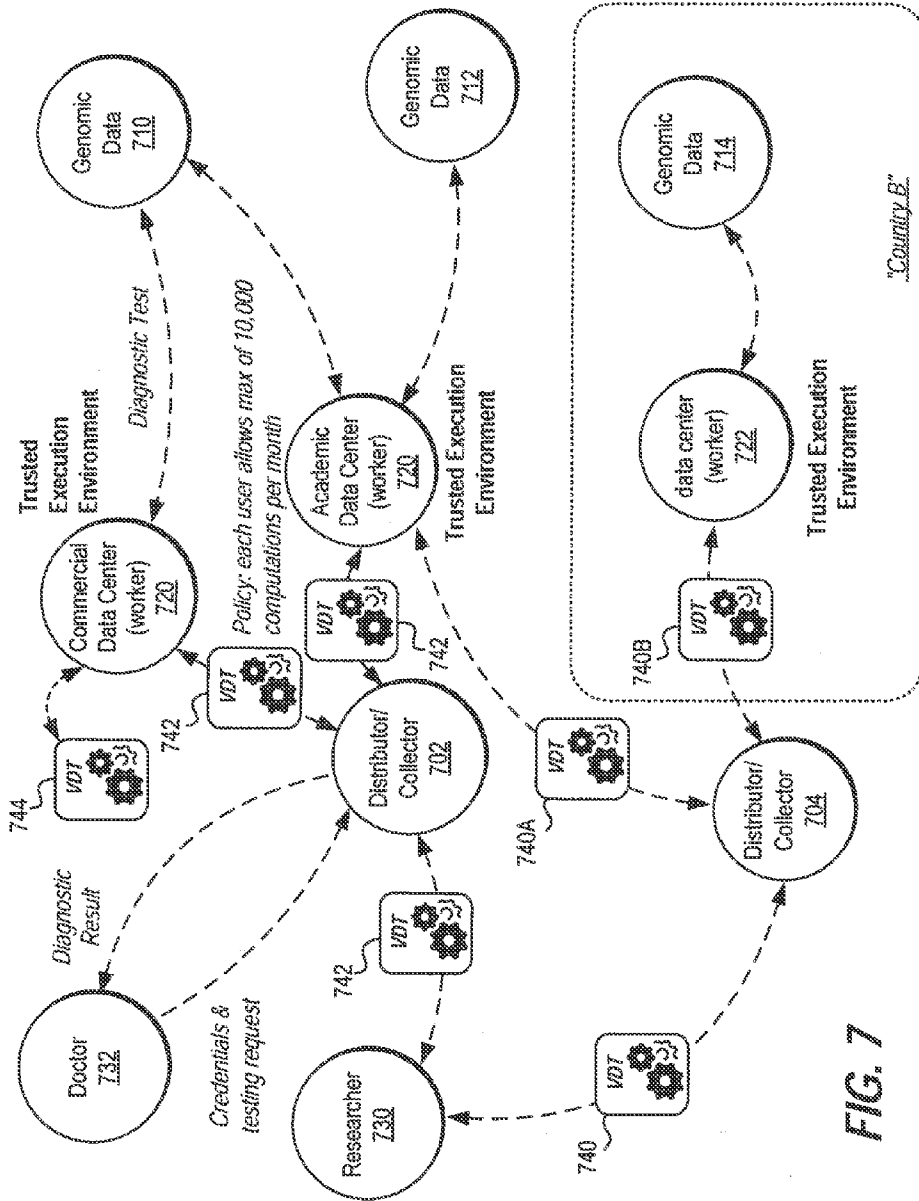 Doctor
732
Diagnostic
Result
Credentials &
testing request
Researcher
730
744
VDT
742
VDT
742
VDT
742
VDT
740
VDT
740A
VDT
740B
VDT
Distributor/
Collector
702
Distributor/
Collector
704
Trusted
Execution
Environment
Commercial
Data Center
(worker)
720
Diagnostic Test
Policy: each user allows max of 10,000
computations per month
Academic
Data Center
(worker)
720
Trusted Execution
Environment
data center
(worker)
722
Trusted Execution
Environment
Genomic
Data
710
Genomic
Data
712
Genomic
Data
714
"Country B"
FIG. 7